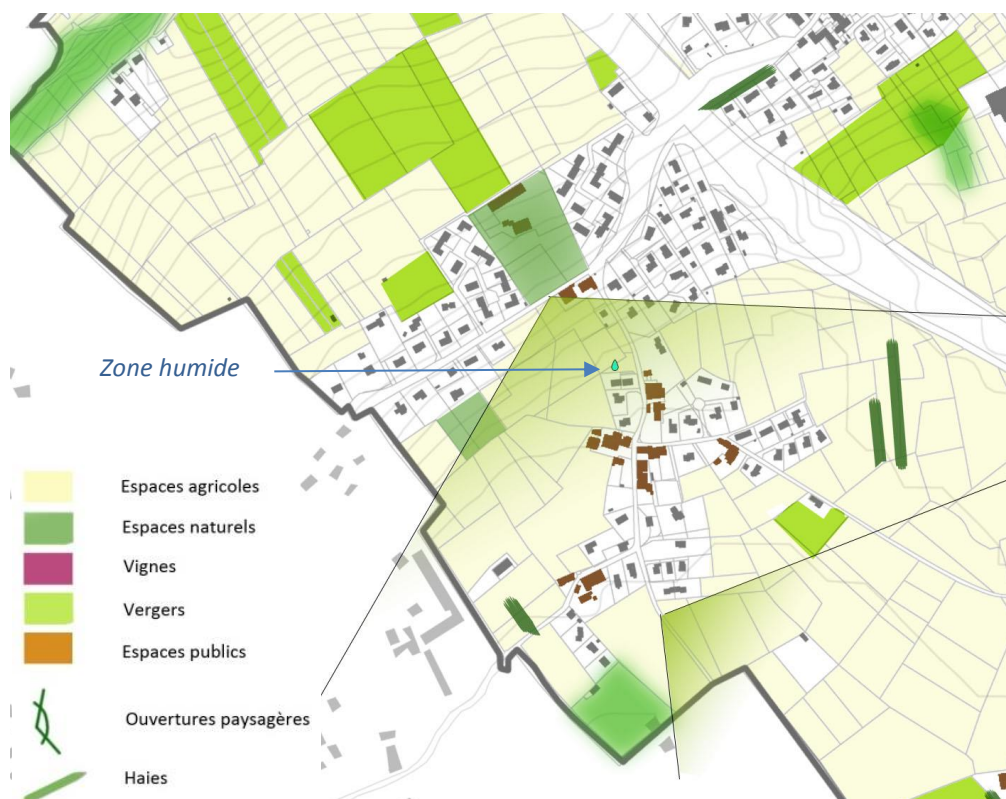 Zone humide
Espaces agricoles
Espaces naturels
Vignes
Vergers
Espaces publics
Ouvertures paysagères
Haies